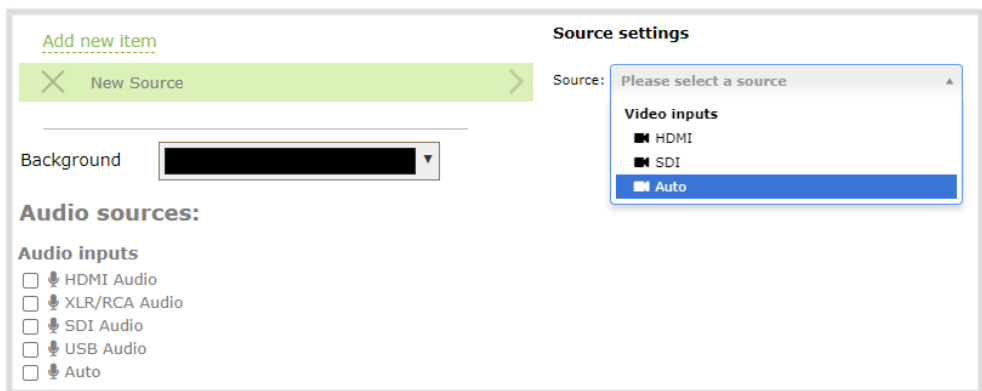 Add new item
New Source
Background
Audio sources:
Audio inputs
HDMI Audio
XLR/RCA Audio
SDI Audio
USB Audio
Auto
Source settings
Source: Please select a source
Video inputs
HDMI
SDI
Auto